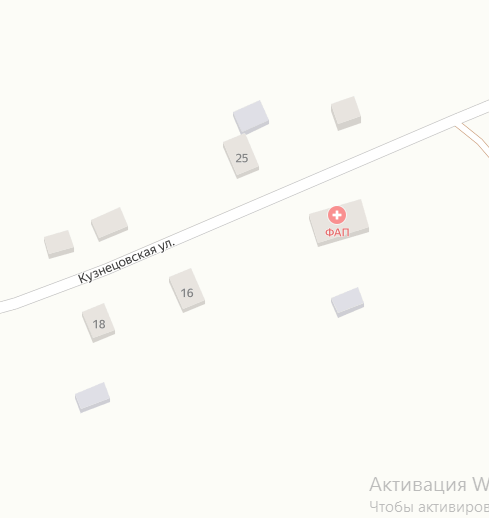 25
ФАП
Кузнецовская ул.
16
18
Активация W
Чтобы активиров